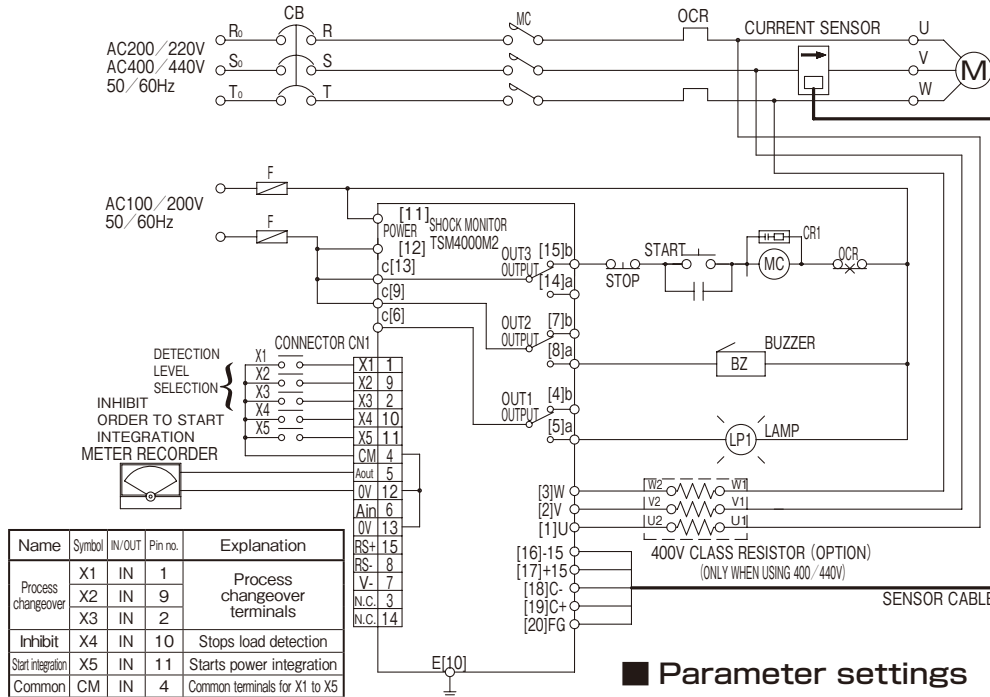 CB
MC
OCR
CURRENT SENSOR
AC200/220V
AC400/440V
50/60Hz
R₀ R
S₀ S
T₀ T
U
V
W
M
AC100/200V
50/60Hz
F
F
[11]
POWER
[12]
SHOCK MONITOR
TSM4000M2
c[13]
c[9]
c[6]
OUT3
OUTPUT
[15]b
[14]a
STOP
START
CR1
MC
OCR
OUT2
OUTPUT
[7]b
[8]a
BUZZER
BZ
OUT1
OUTPUT
[4]b
[5]a
LP1
LAMP
CONNECTOR CN1
DETECTION
LEVEL
SELECTION
INHIBIT
ORDER TO START
INTEGRATION
METER RECORDER
X1
X2
X3
X4
X5
X1 1
X2 9
X3 2
X4 10
X5 11
CM 4
Aout 5
0V 12
Ain 6
0V 13
RS+ 15
RS- 8
V- 7
N.C. 3
N.C. 14
[3]W
[2]V
[1]U
W2 W1
V2 V1
U2 U1
400V CLASS RESISTOR (OPTION)
(ONLY WHEN USING 400/440V)
[16]-15
[17]+15
[18]C-
[19]C+
[20]FG
SENSOR CABLE
E[10]
Name Symbol IN/OUT Pin no. Explanation
Process changeover X1 IN 1 Process changeover terminals
X2 IN 9
X3 IN 2
Inhibit X4 IN 10 Stops load detection
Start integration X5 IN 11 Starts power integration
Common CM IN 4 Common terminals for X1 to X5
■ Parameter settings